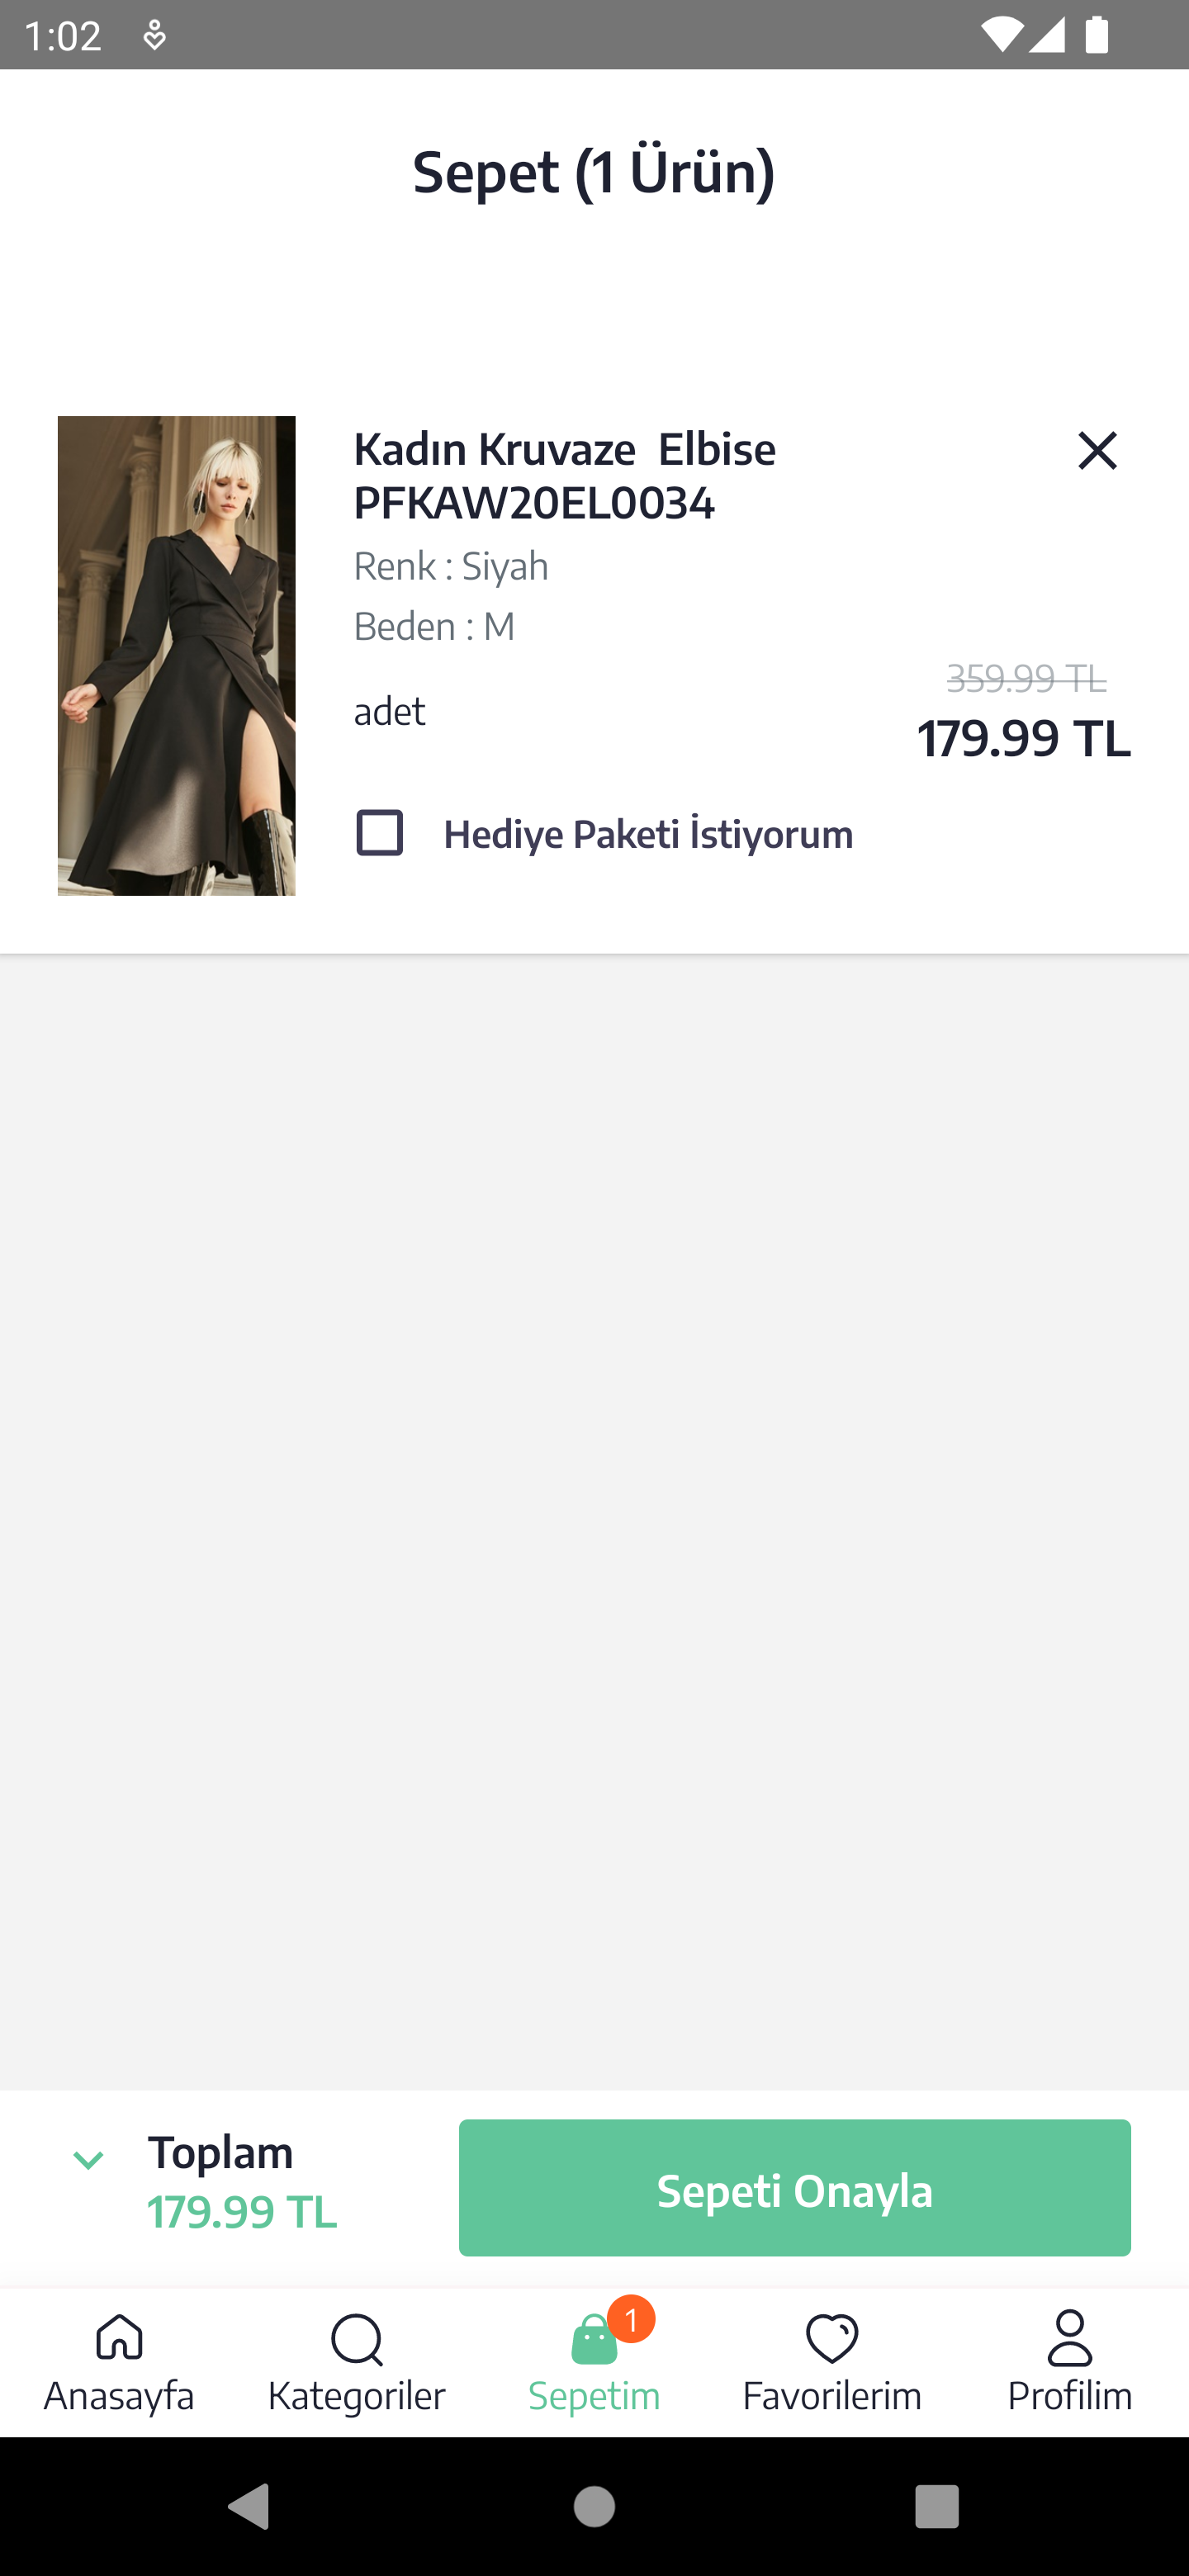 1:02
Sepet (1 Ürün)
Kadın Kruvaze  Elbise
PFKAW20EL0034
Renk : Siyah
Beden : M
359.99 TL
adet
179.99 TL
Hediye Paketi İstiyorum
Toplam
179.99 TL
Sepeti Onayla
1
Anasayfa
Kategoriler
Sepetim
Favorilerim
Profilim